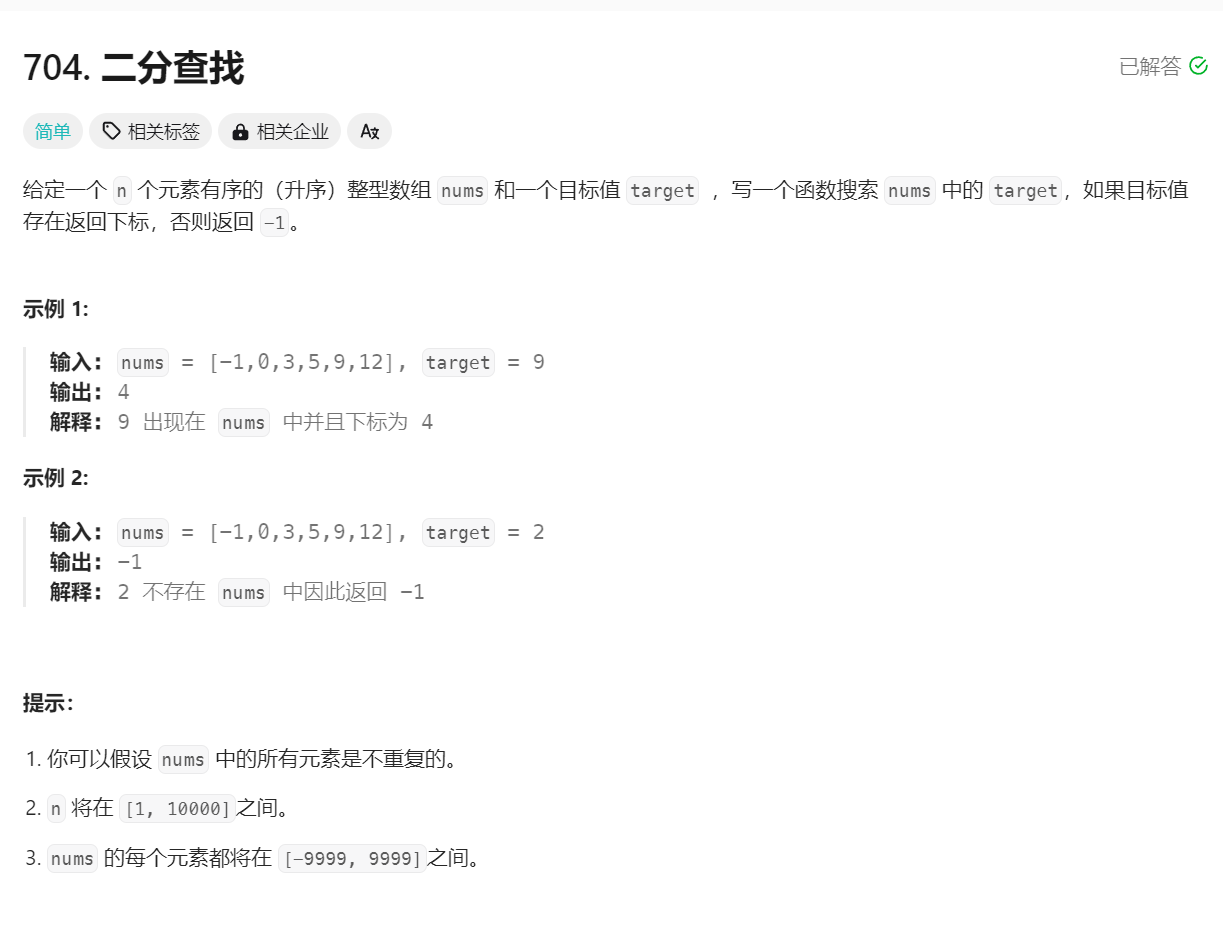 704. 二分查找
已解答
简单 相关标签 相关企业 A文
给定一个 n 个元素有序的（升序）整型数组 nums 和一个目标值 target ，写一个函数搜索 nums 中的 target，如果目标值
存在返回下标，否则返回 -1。
示例 1:
输入: nums = [-1,0,3,5,9,12], target = 9
输出: 4
解释: 9 出现在 nums 中并且下标为 4
示例 2:
输入: nums = [-1,0,3,5,9,12], target = 2
输出: -1
解释: 2 不存在 nums 中因此返回 -1
提示：
1. 你可以假设 nums 中的所有元素是不重复的。
2. n 将在 [1, 10000]之间。
3. nums 的每个元素都将在 [-9999, 9999]之间。